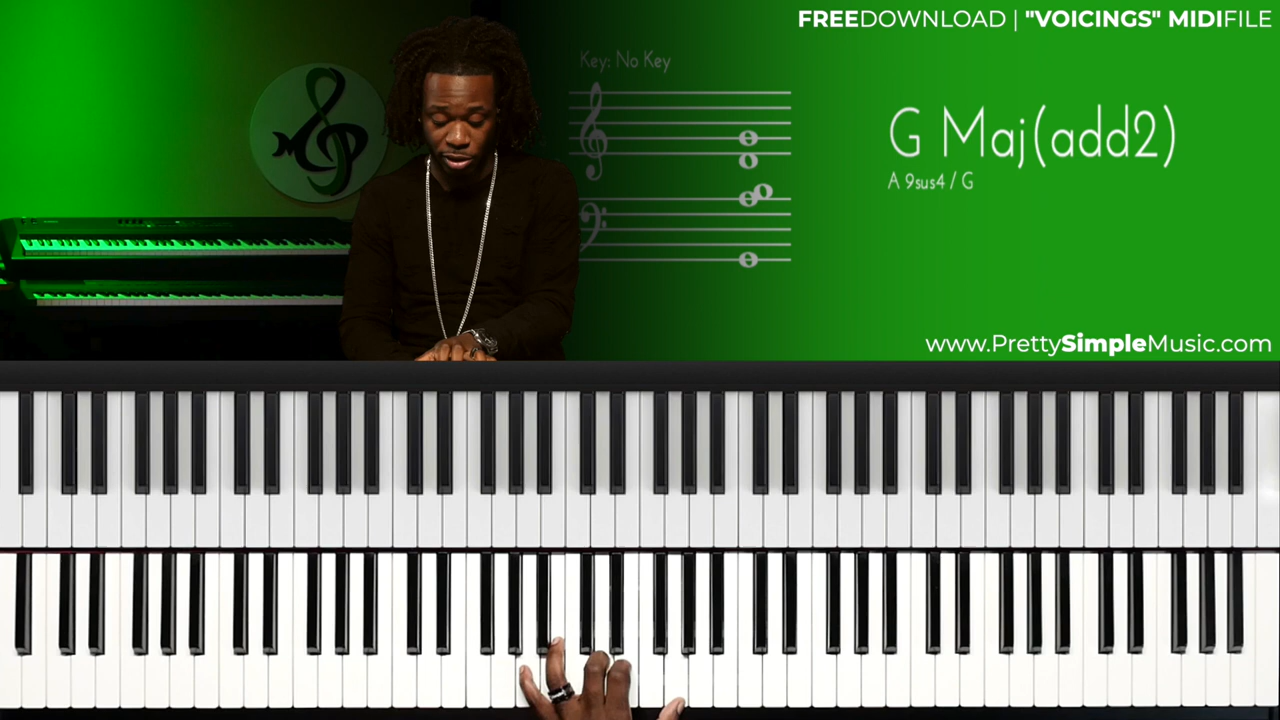 FREEDOWNLOAD | "VOICINGS" MIDIFILE
Key: No Key
G Maj(add2)
A 9sus4 / G
www.PrettySimpleMusic.com